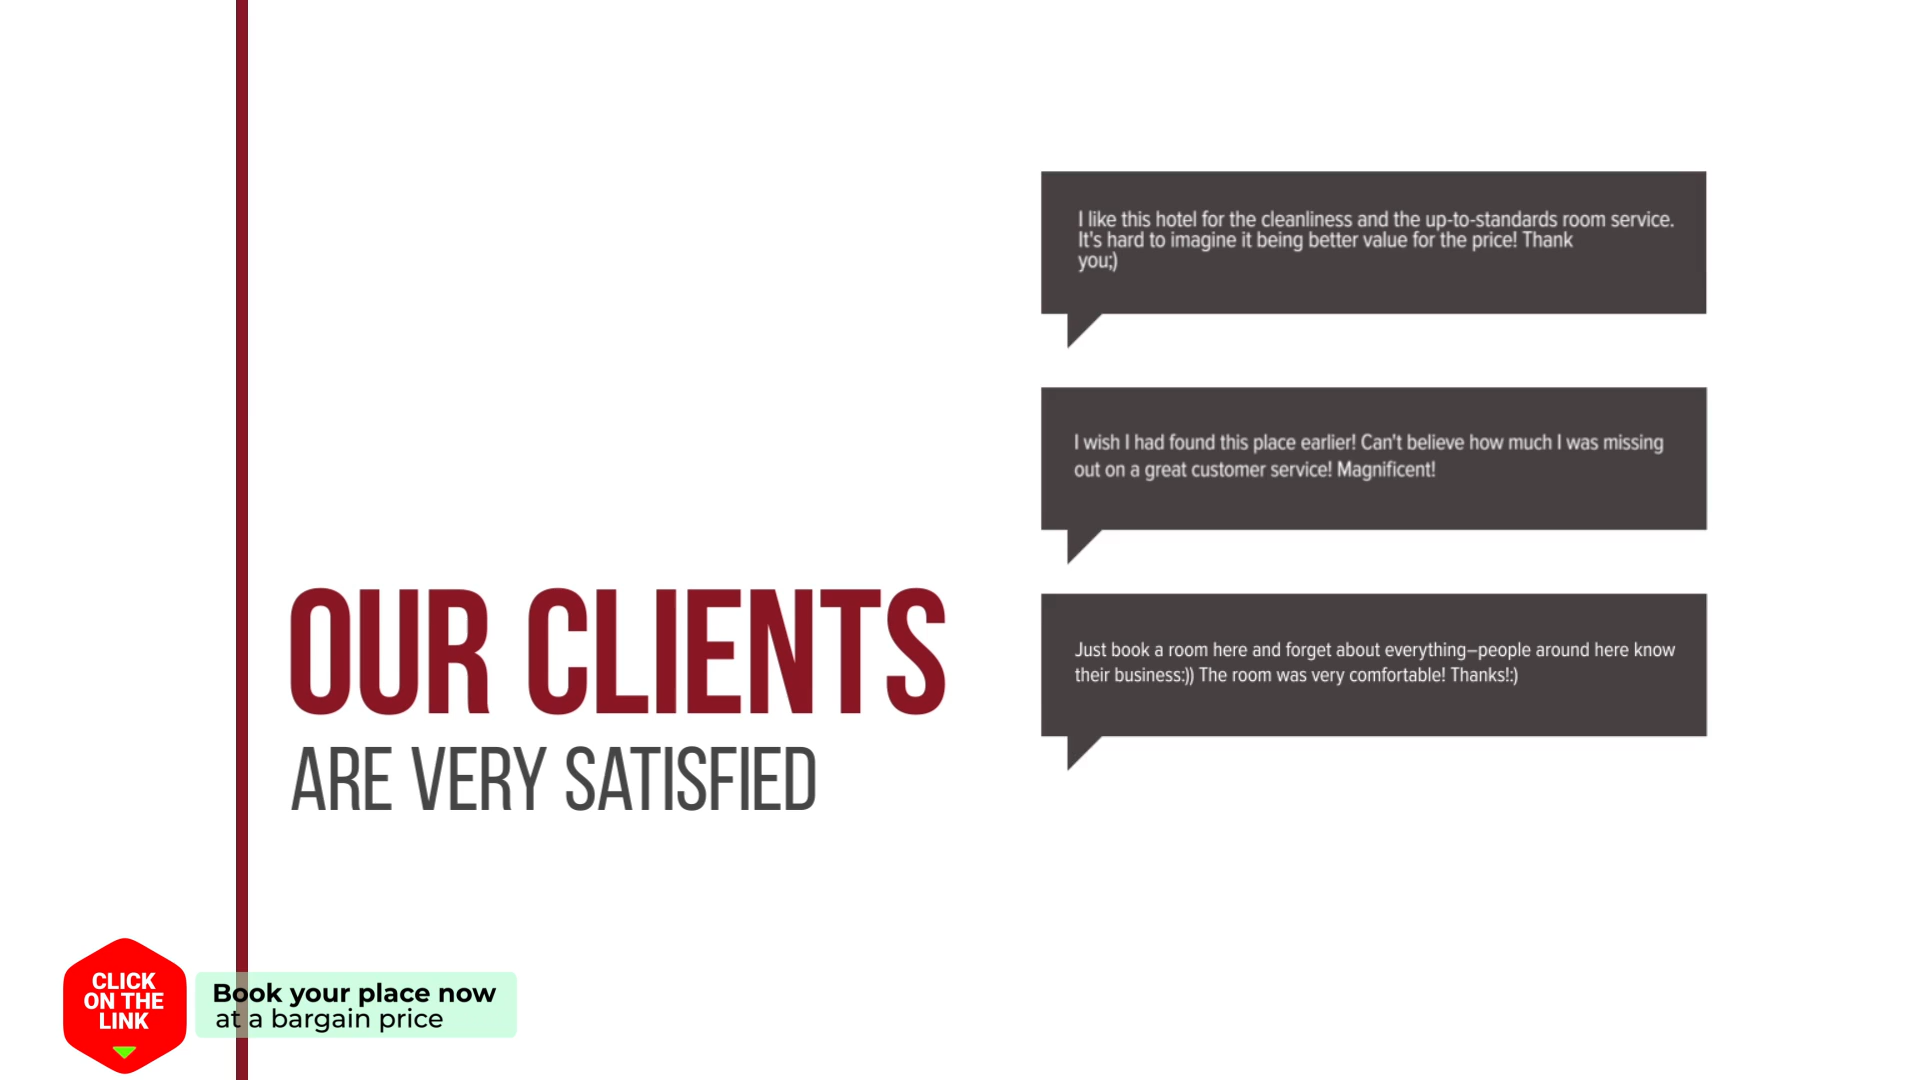 I like this hotel for the cleanliness and the up-to-standards room service.
It's hard to imagine it being better value for the price! Thank
you;)
I wish I had found this place earlier! Can't believe how much I was missing
out on a great customer service! Magnificent!
Just book a room here and forget about everything–people around here know
their business:)) The room was very comfortable! Thanks!:)
OUR CLIENTS
ARE VERY SATISFIED
CLICK
ON THE
LINK
Book your place now
at a bargain price